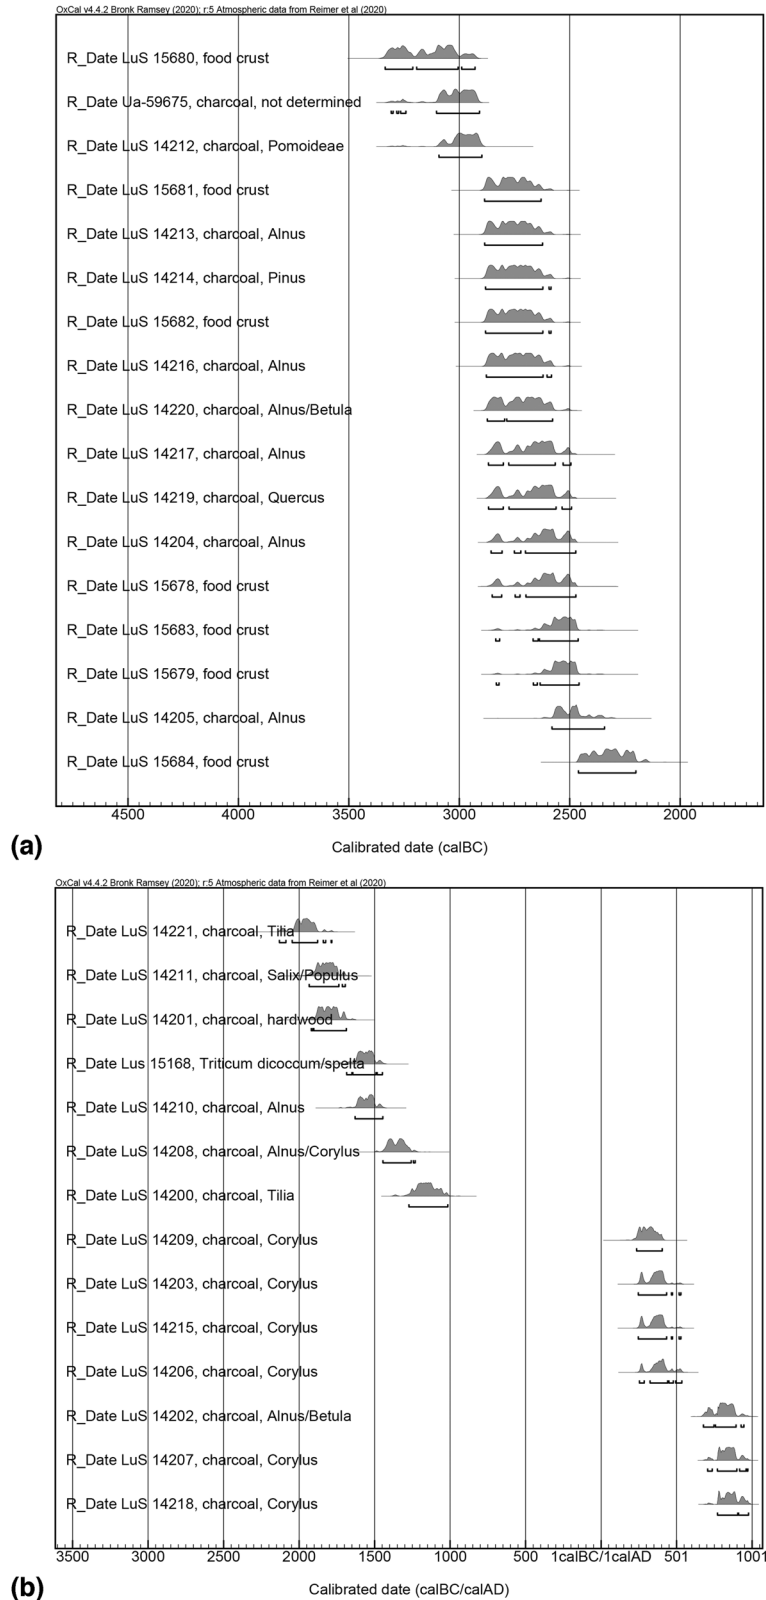 OxCal v4.4.2 Bronk Ramsey (2020); r:5 Atmospheric data from Reimer et al (2020)
R_Date LuS 15680, food crust
R_Date Ua-59675, charcoal, not determined
R_Date LuS 14212, charcoal, Pomoideae
R_Date LuS 15681, food crust
R_Date LuS 14213, charcoal, Alnus
R_Date LuS 14214, charcoal, Pinus
R_Date LuS 15682, food crust
R_Date LuS 14216, charcoal, Alnus
R_Date LuS 14220, charcoal, Alnus/Betula
R_Date LuS 14217, charcoal, Alnus
R_Date LuS 14219, charcoal, Quercus
R_Date LuS 14204, charcoal, Alnus
R_Date LuS 15678, food crust
R_Date LuS 15683, food crust
R_Date LuS 15679, food crust
R_Date LuS 14205, charcoal, Alnus
R_Date LuS 15684, food crust
4500 4000 3500 3000 2500 2000
(a)
Calibrated date (calBC)
OxCal v4.4.2 Bronk Ramsey (2020); r:5 Atmospheric data from Reimer et al (2020)
R_Date LuS 14221, charcoal, Tilia
R_Date LuS 14211, charcoal, Salix/Populus
R_Date LuS 14201, charcoal, hardwood
R_Date Lus 15168, Triticum dicoccum/spelta
R_Date LuS 14210, charcoal, Alnus
R_Date LuS 14208, charcoal, Alnus/Corylus
R_Date LuS 14200, charcoal, Tilia
R_Date LuS 14209, charcoal, Corylus
R_Date LuS 14203, charcoal, Corylus
R_Date LuS 14215, charcoal, Corylus
R_Date LuS 14206, charcoal, Corylus
R_Date LuS 14202, charcoal, Alnus/Betula
R_Date LuS 14207, charcoal, Corylus
R_Date LuS 14218, charcoal, Corylus
3500 3000 2500 2000 1500 1000 500 1calBC/1calAD 501 1001
(b)
Calibrated date (calBC/calAD)